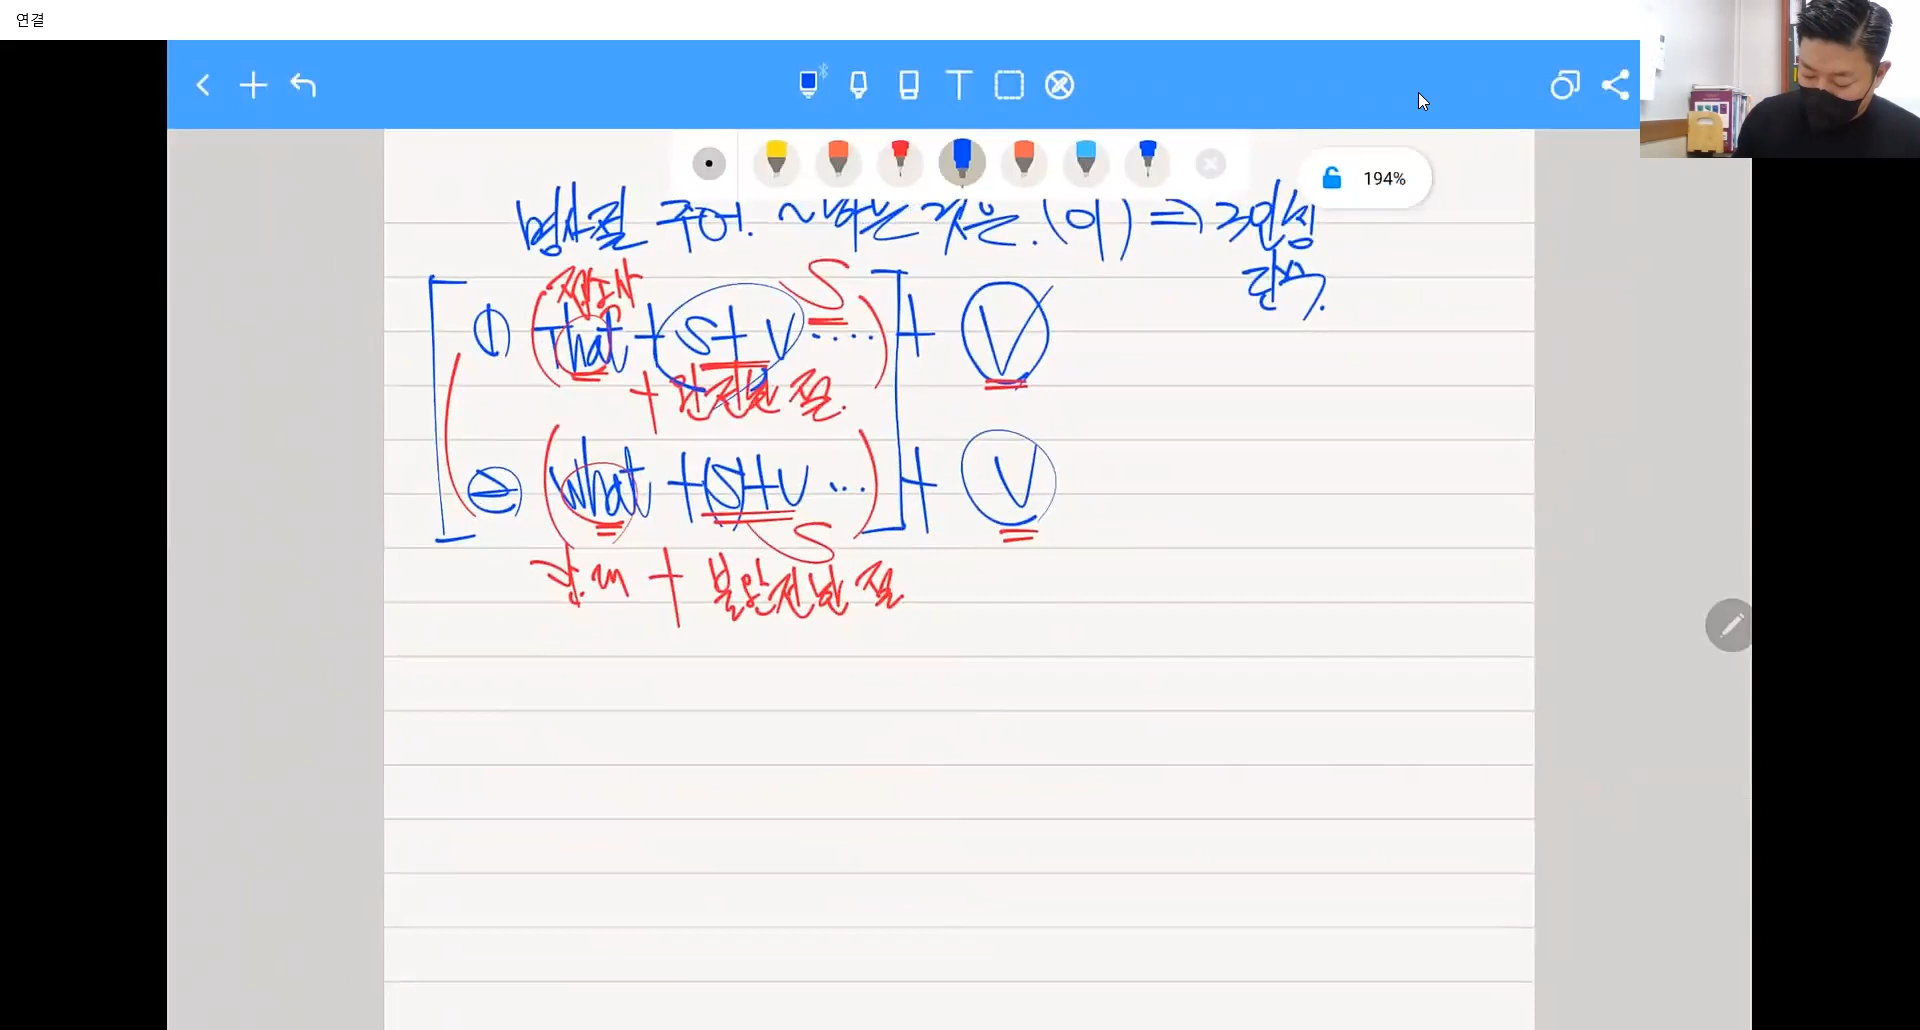 연결
194%
명사절 주어. ~하는 것은.(이) ⇒ 3인칭
단수.
접속사 S
① That + S + V .... + V
+ 완전한 절.
② what + (S) + V ... + V
S
관.대 + 불완전한 절